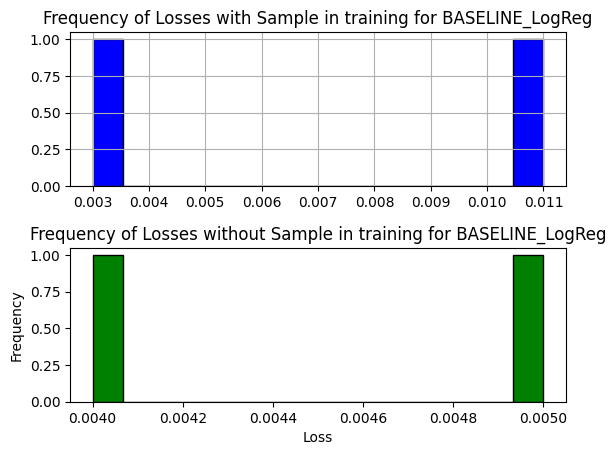 Frequency of Losses with Sample in training for BASELINE_LogReg
1.00
0.75
0.50
0.25
0.00
0.003 0.004 0.005 0.006 0.007 0.008 0.009 0.010 0.011
Frequency of Losses without Sample in training for BASELINE_LogReg
Frequency
1.00
0.75
0.50
0.25
0.00
0.0040 0.0042 0.0044 0.0046 0.0048 0.0050
Loss